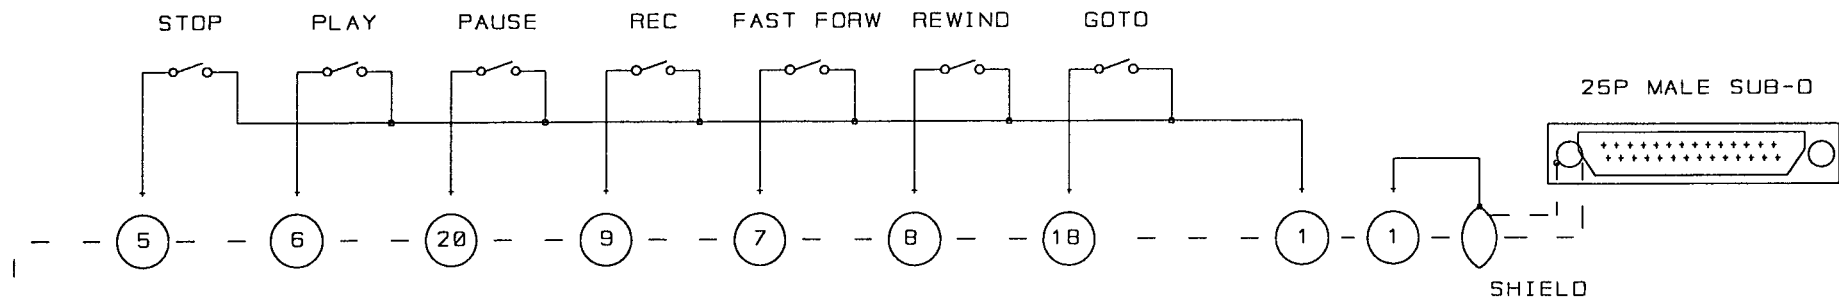 STOP PLAY PAUSE REC FAST FORW REWIND GOTO
25P MALE SUB-D
5 6 20 9 7 8 18 1 1
SHIELD